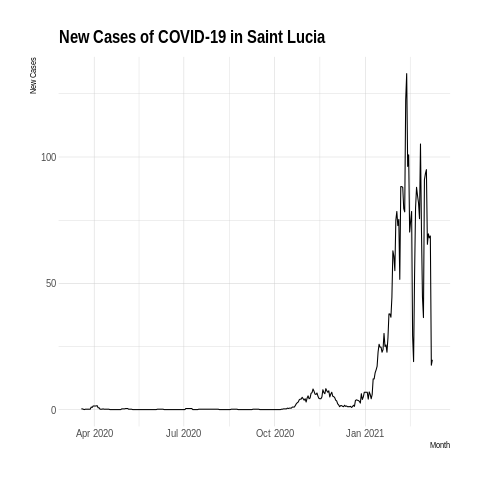 New Cases of COVID-19 in Saint Lucia
New Cases
100
50
0
Apr 2020 Jul 2020 Oct 2020 Jan 2021
Month